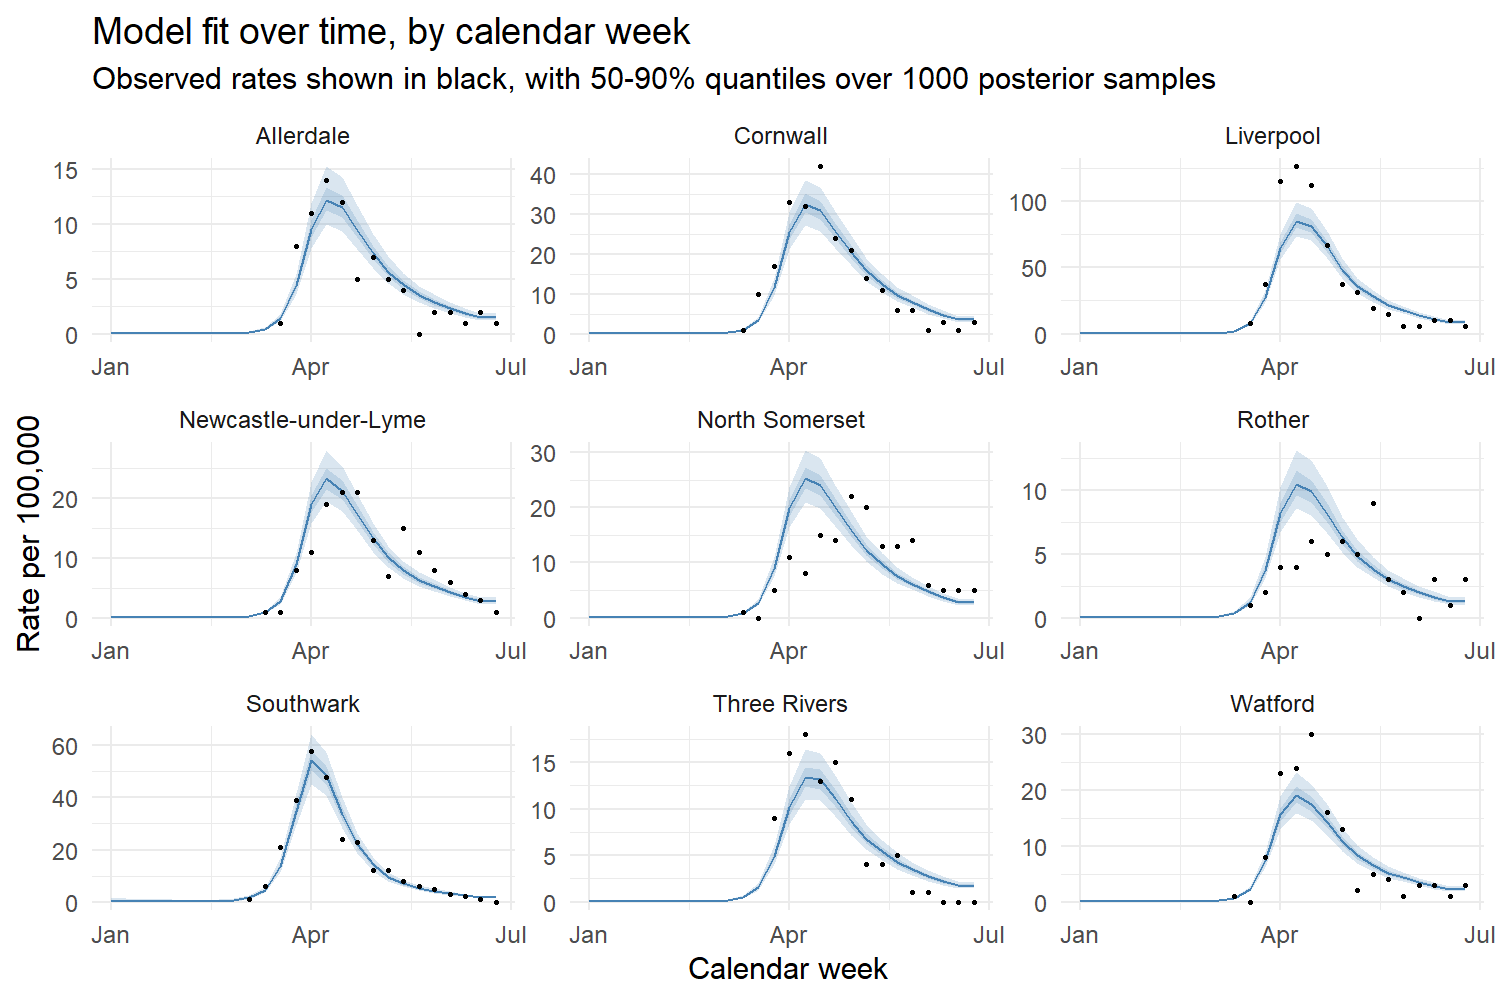 Model fit over time, by calendar week
Observed rates shown in black, with 50-90% quantiles over 1000 posterior samples
Rate per 100,000
Allerdale
15
10
5
0
Jan Apr Jul
Cornwall
40
30
20
10
0
Jan Apr Jul
Liverpool
100
50
0
Jan Apr Jul
Newcastle-under-Lyme
20
10
0
Jan Apr Jul
North Somerset
30
20
10
0
Jan Apr Jul
Rother
10
5
0
Jan Apr Jul
Southwark
60
40
20
0
Jan Apr Jul
Three Rivers
15
10
5
0
Jan Apr Jul
Watford
30
20
10
0
Jan Apr Jul
Calendar week